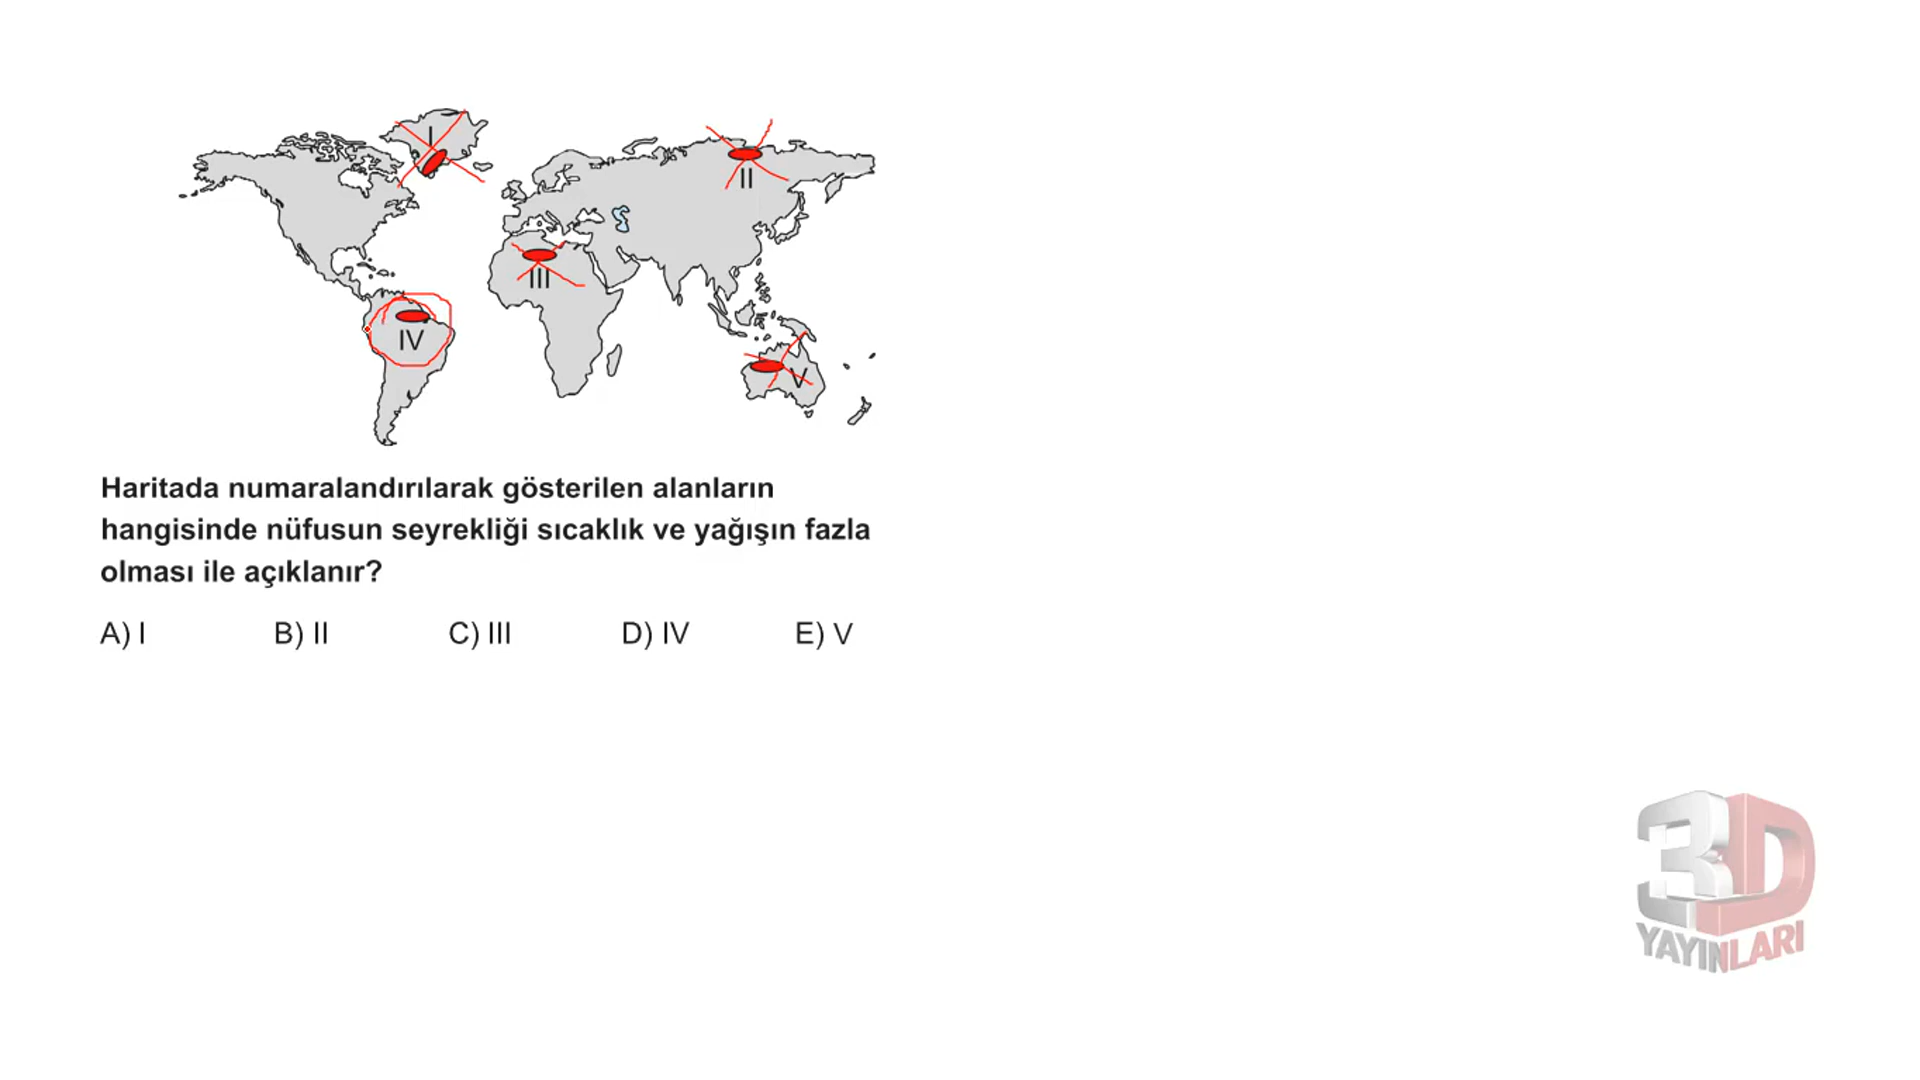 I
II
III
IV
V
Haritada numaralandırılarak gösterilen alanların
hangisinde nüfusun seyrekliği sıcaklık ve yağışın fazla
olması ile açıklanır?
A) I B) II C) III D) IV E) V
3D
YAYINLARI